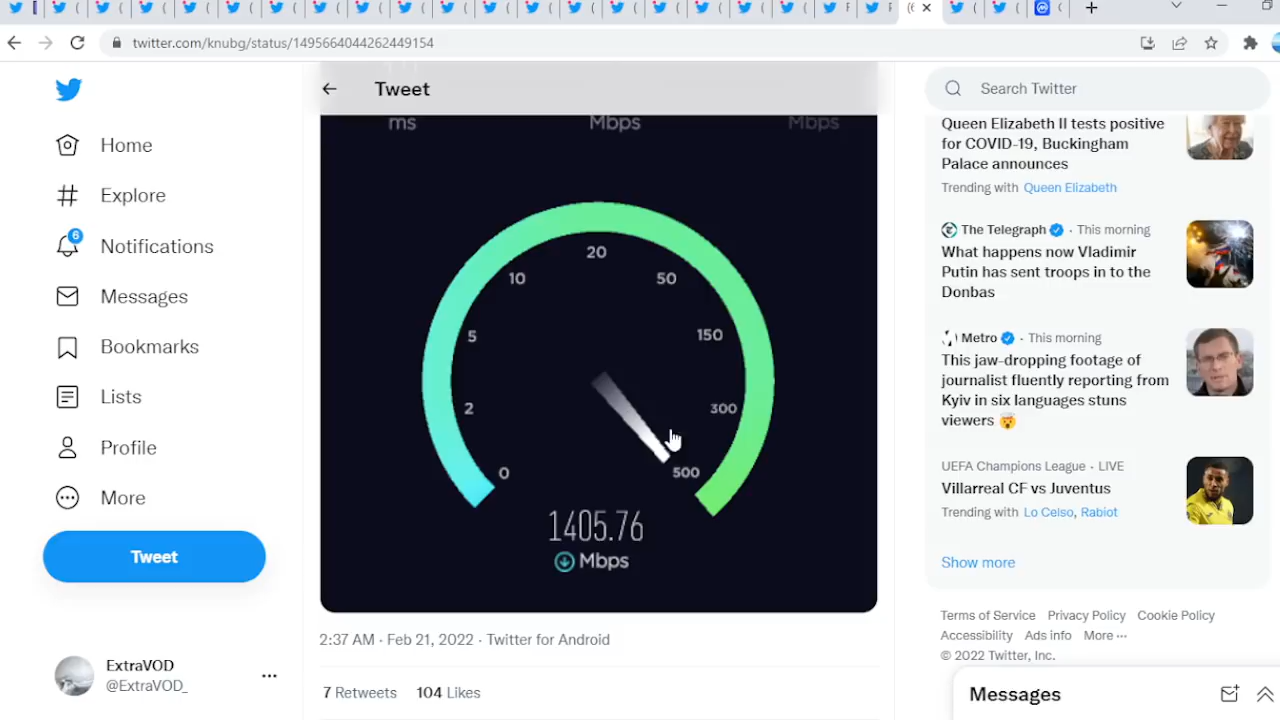 twitter.com/knubg/status/1495664044262449154
Home
Explore
6
Notifications
Messages
Bookmarks
Lists
Profile
More
Tweet
ExtraVOD
@ExtraVOD_
Tweet
ms Mbps Mbps
0
2
5
10
20
50
150
300
500
1405.76
Mbps
2:37 AM · Feb 21, 2022 · Twitter for Android
7 Retweets 104 Likes
Search Twitter
Queen Elizabeth II tests positive
for COVID-19, Buckingham
Palace announces
Trending with Queen Elizabeth
The Telegraph · This morning
What happens now Vladimir
Putin has sent troops in to the
Donbas
Metro · This morning
This jaw-dropping footage of
journalist fluently reporting from
Kyiv in six languages stuns
viewers 🤯
UEFA Champions League · LIVE
Villarreal CF vs Juventus
Trending with Lo Celso, Rabiot
Show more
Terms of Service Privacy Policy Cookie Policy
Accessibility Ads info More ···
© 2022 Twitter, Inc.
Messages